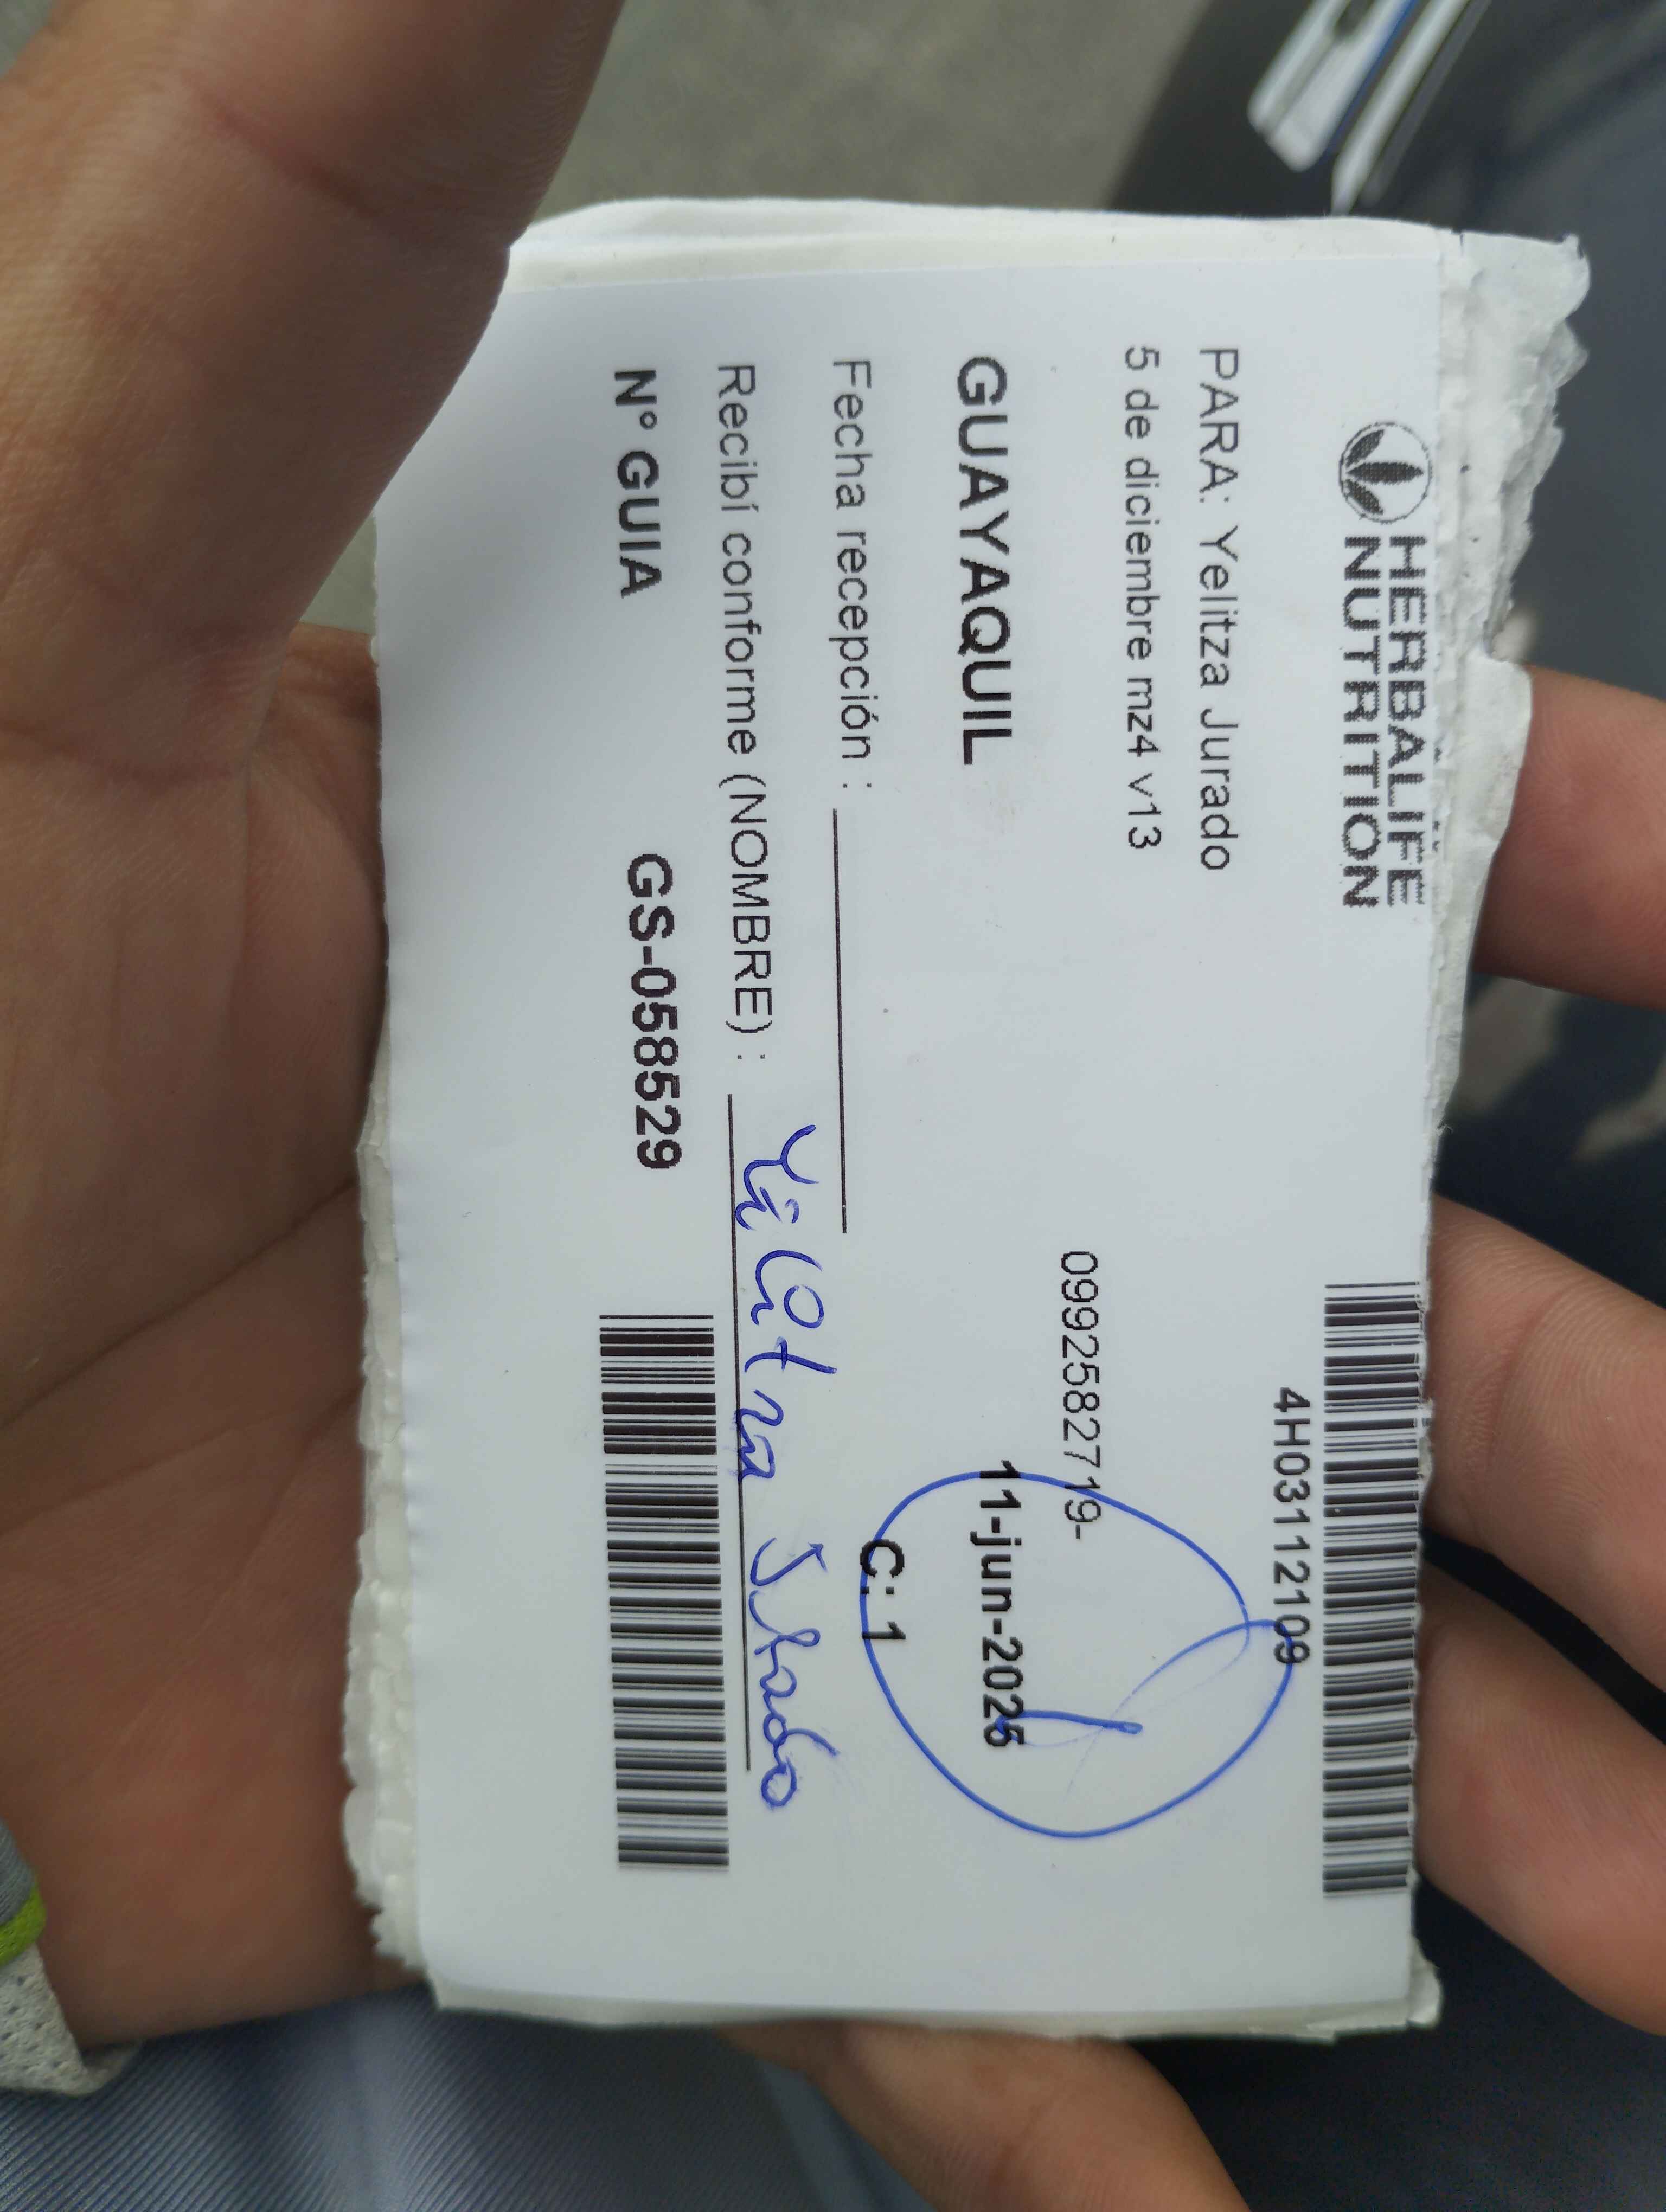 HERBALIFE
NUTRITION
4H03112109
PARA: Yelitza Jurado
5 de diciembre mz4 v13
0992582719-
GUAYAQUIL
11-jun-2025
C: 1
Fecha recepción :
Recibí conforme (NOMBRE) : Yelitza
N° GUIA GS-058529